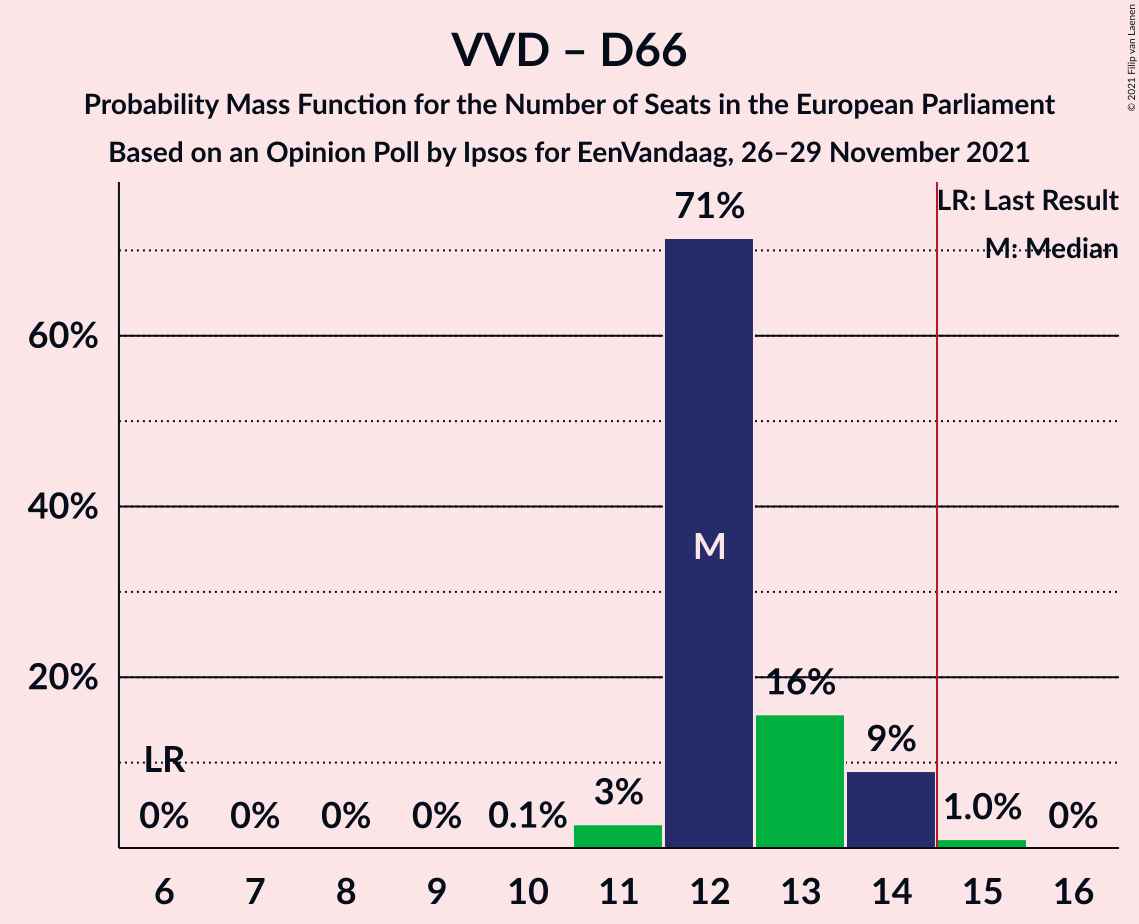 VVD – D66
Probability Mass Function for the Number of Seats in the European Parliament
Based on an Opinion Poll by Ipsos for EenVandaag, 26–29 November 2021
© 2021 Filip van Laenen
LR: Last Result
M: Median
71%
60%
40%
M
20%
16%
9%
LR
3%
0% 0% 0% 0% 0.1% 1.0% 0%
6 7 8 9 10 11 12 13 14 15 16